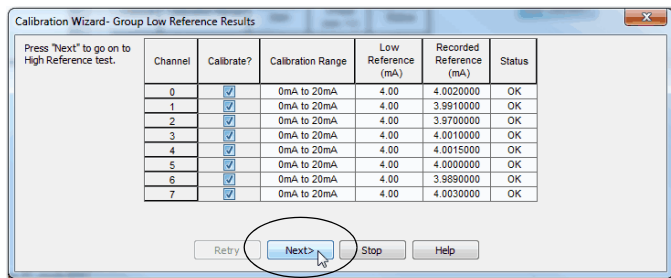 Calibration Wizard- Group Low Reference Results
Press "Next" to go on to
High Reference test.
Channel Calibrate? Calibration Range Low Reference (mA) Recorded Reference (mA) Status
0 0mA to 20mA 4.00 4.0020000 OK
1 0mA to 20mA 4.00 3.9910000 OK
2 0mA to 20mA 4.00 3.9700000 OK
3 0mA to 20mA 4.00 4.0010000 OK
4 0mA to 20mA 4.00 4.0015000 OK
5 0mA to 20mA 4.00 4.0000000 OK
6 0mA to 20mA 4.00 3.9890000 OK
7 0mA to 20mA 4.00 4.0030000 OK
Retry Next> Stop Help